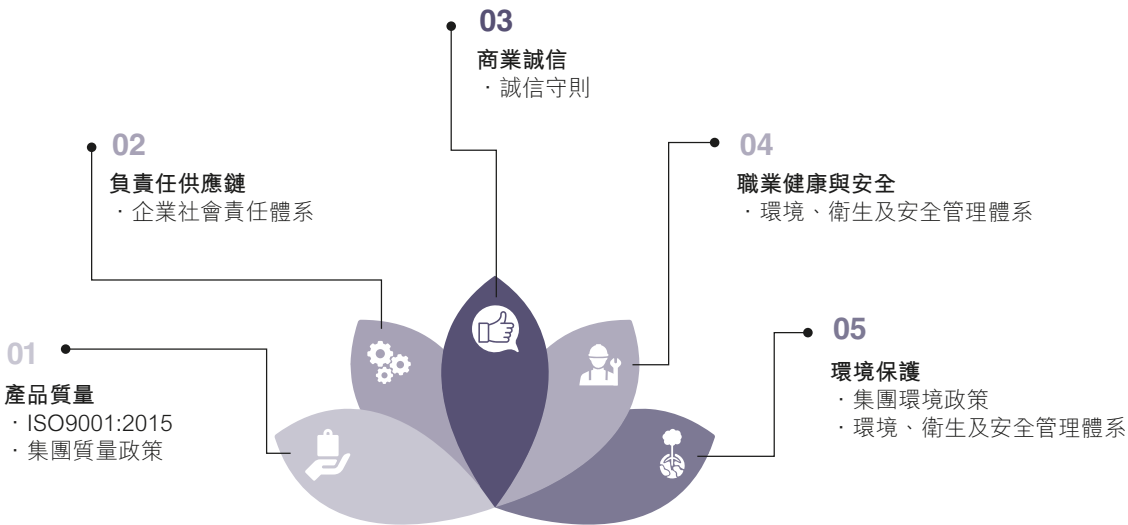 01
產品質量
· ISO9001:2015
· 集團質量政策
02
負責任供應鏈
· 企業社會責任體系
03
商業誠信
· 誠信守則
04
職業健康與安全
· 環境、衛生及安全管理體系
05
環境保護
· 集團環境政策
· 環境、衛生及安全管理體系